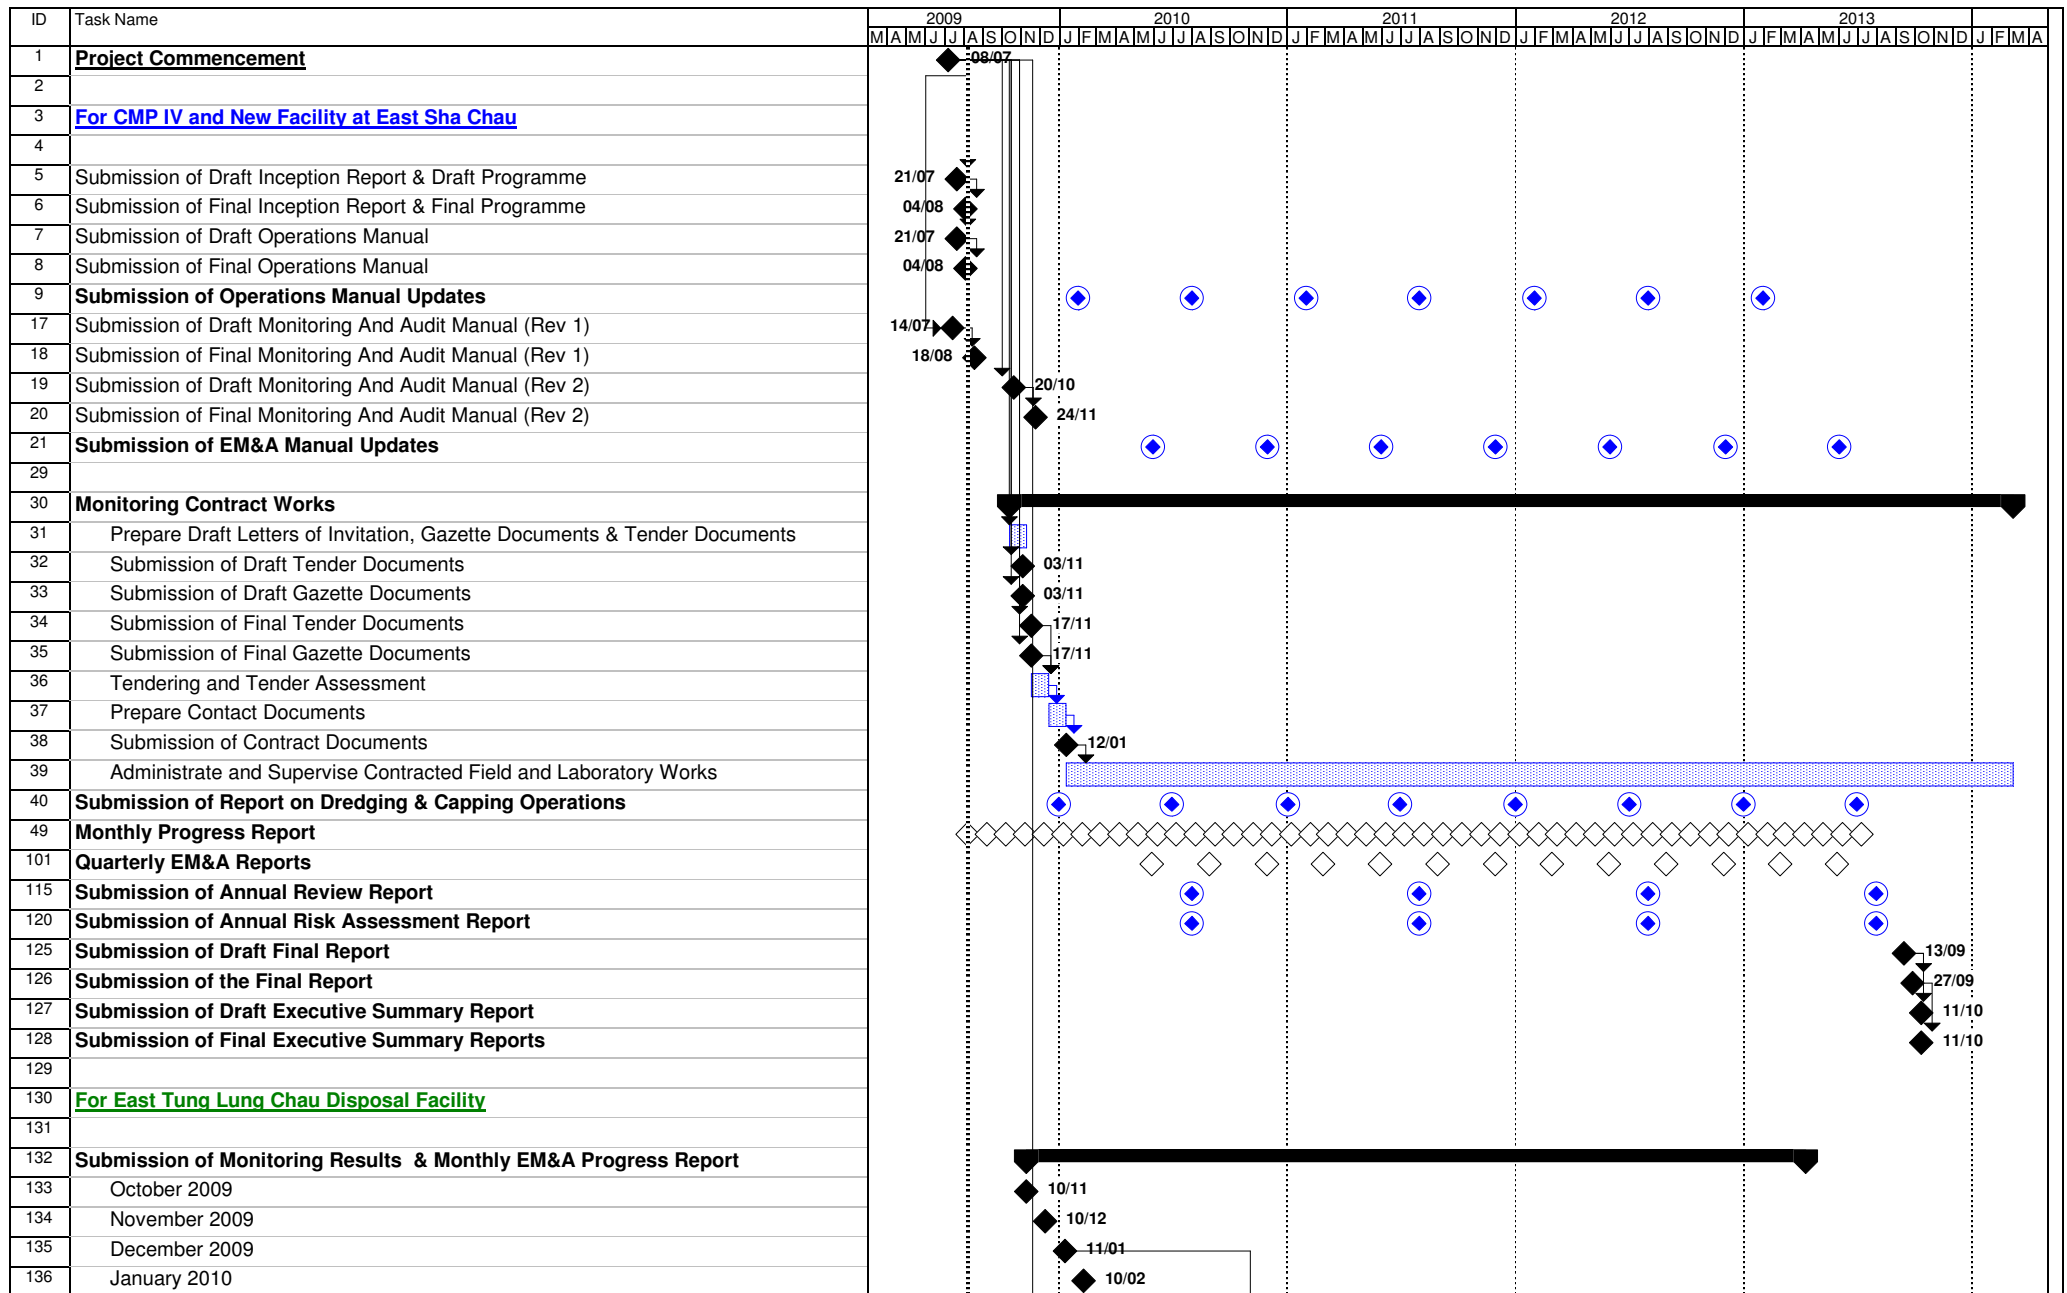 ID Task Name 2009 2010 2011 2012 2013
M A M J J A S O N D J F M A M J J A S O N D J F M A M J J A S O N D J F M A M J J A S O N D J F M A M J J A S O N D J F M A
1 Project Commencement 08/07
2
3 For CMP IV and New Facility at East Sha Chau
4
5 Submission of Draft Inception Report & Draft Programme 21/07
6 Submission of Final Inception Report & Final Programme 04/08
7 Submission of Draft Operations Manual 21/07
8 Submission of Final Operations Manual 04/08
9 Submission of Operations Manual Updates
17 Submission of Draft Monitoring And Audit Manual (Rev 1) 14/07
18 Submission of Final Monitoring And Audit Manual (Rev 1) 18/08
19 Submission of Draft Monitoring And Audit Manual (Rev 2) 20/10
20 Submission of Final Monitoring And Audit Manual (Rev 2) 24/11
21 Submission of EM&A Manual Updates
29
30 Monitoring Contract Works
31 Prepare Draft Letters of Invitation, Gazette Documents & Tender Documents
32 Submission of Draft Tender Documents 03/11
33 Submission of Draft Gazette Documents 03/11
34 Submission of Final Tender Documents 17/11
35 Submission of Final Gazette Documents 17/11
36 Tendering and Tender Assessment
37 Prepare Contact Documents
38 Submission of Contract Documents 12/01
39 Administrate and Supervise Contracted Field and Laboratory Works
40 Submission of Report on Dredging & Capping Operations
49 Monthly Progress Report
101 Quarterly EM&A Reports
115 Submission of Annual Review Report
120 Submission of Annual Risk Assessment Report
125 Submission of Draft Final Report 13/09
126 Submission of the Final Report 27/09
127 Submission of Draft Executive Summary Report 11/10
128 Submission of Final Executive Summary Reports 11/10
129
130 For East Tung Lung Chau Disposal Facility
131
132 Submission of Monitoring Results & Monthly EM&A Progress Report
133 October 2009 10/11
134 November 2009 10/12
135 December 2009 11/01
136 January 2010 10/02